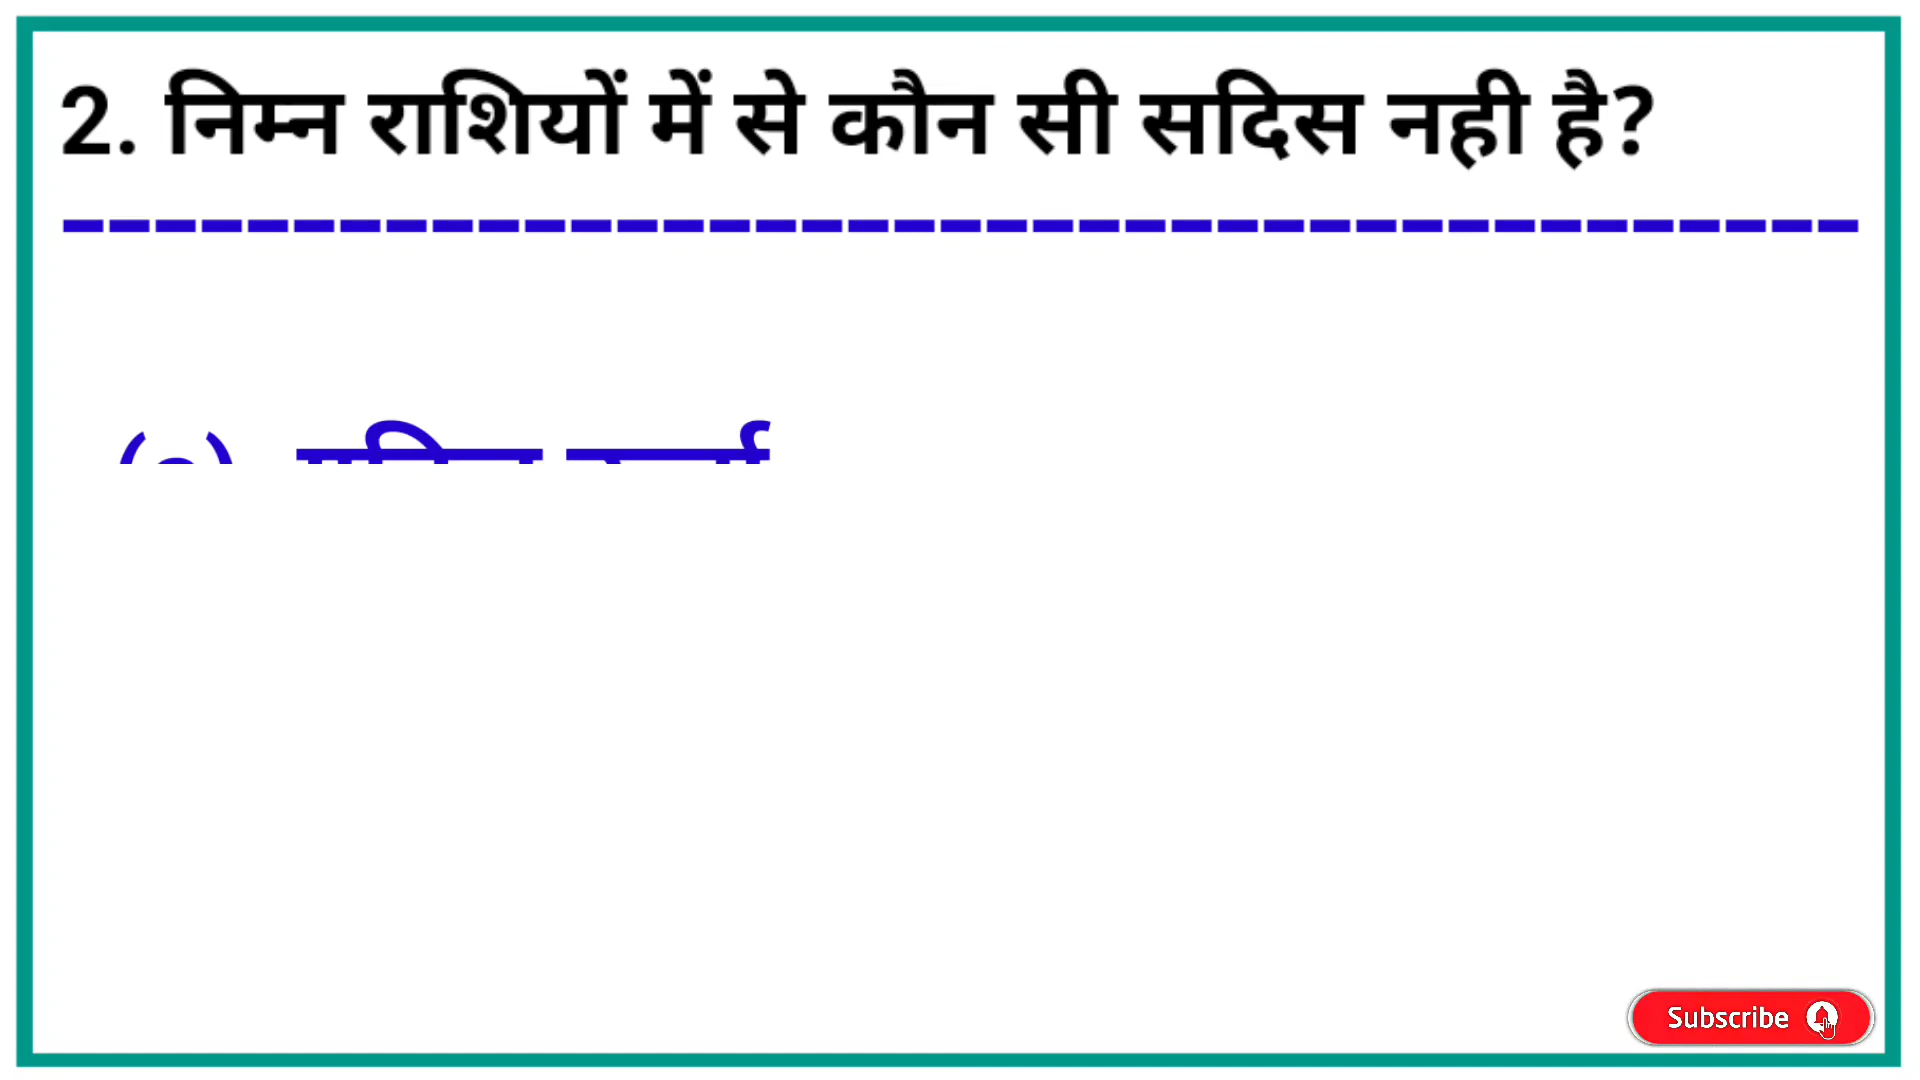 2. निम्न राशियों में से कौन सी सदिस नही है?
Subscribe